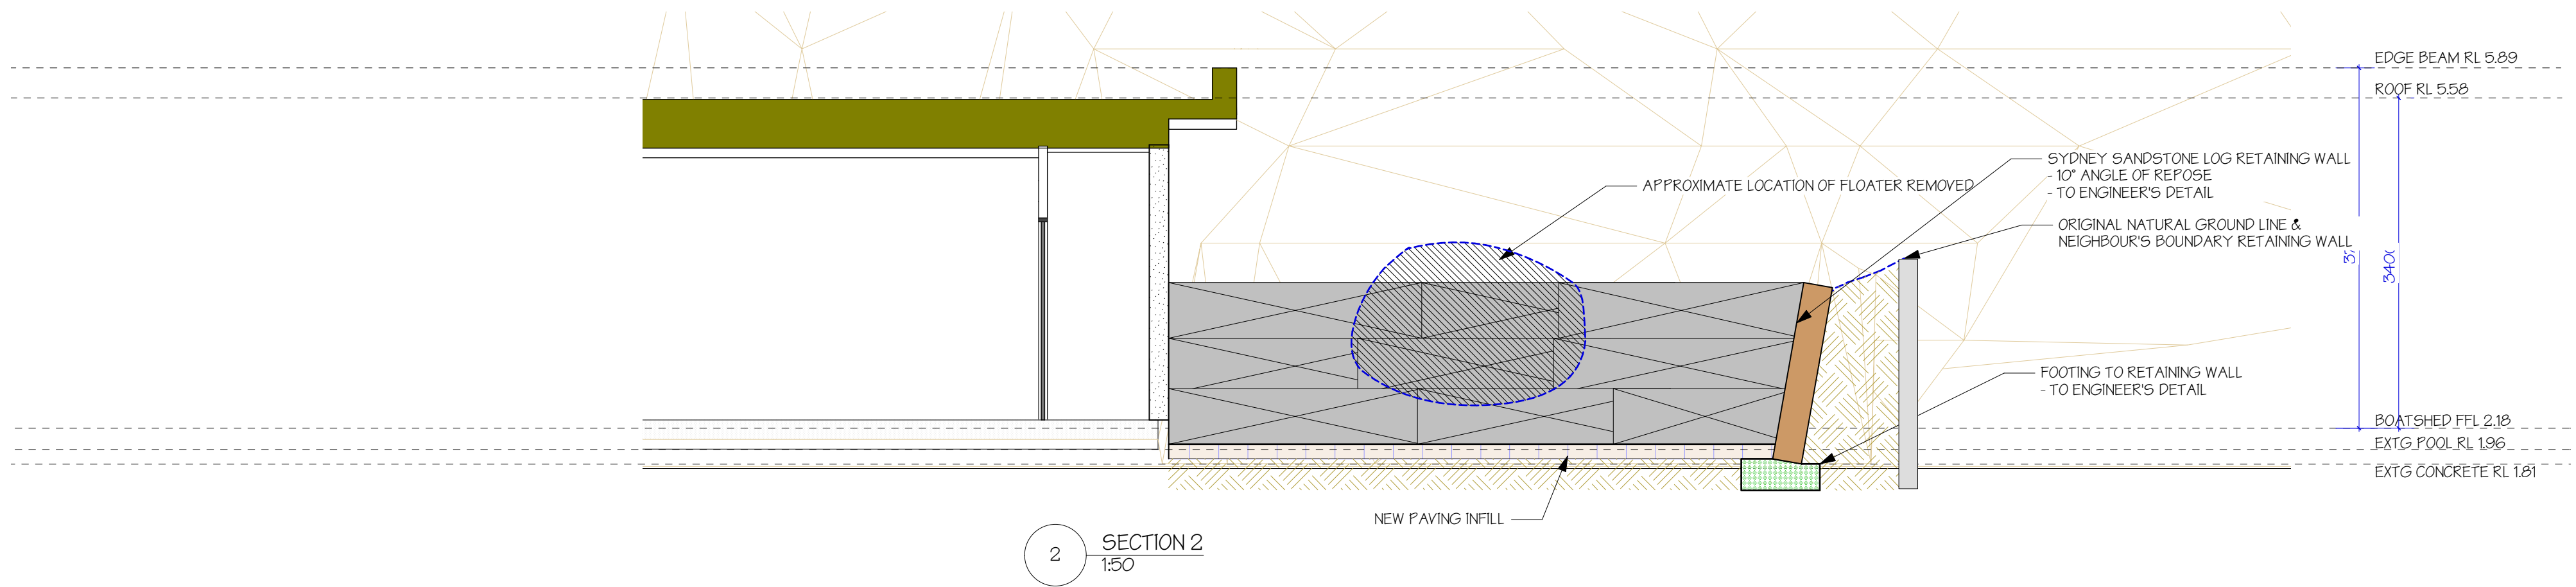 EDGE BEAM RL 5.89
ROOF RL 5.58
SYDNEY SANDSTONE LOG RETAINING WALL
- 10° ANGLE OF REPOSE
- TO ENGINEER'S DETAIL
APPROXIMATE LOCATION OF FLOATER REMOVED
ORIGINAL NATURAL GROUND LINE &
NEIGHBOUR'S BOUNDARY RETAINING WALL
3400
FOOTING TO RETAINING WALL
- TO ENGINEER'S DETAIL
BOATSHED FFL 2.18
EXTG POOL RL 1.96
EXTG CONCRETE RL 1.81
NEW PAVING INFILL
2
SECTION 2
1:50